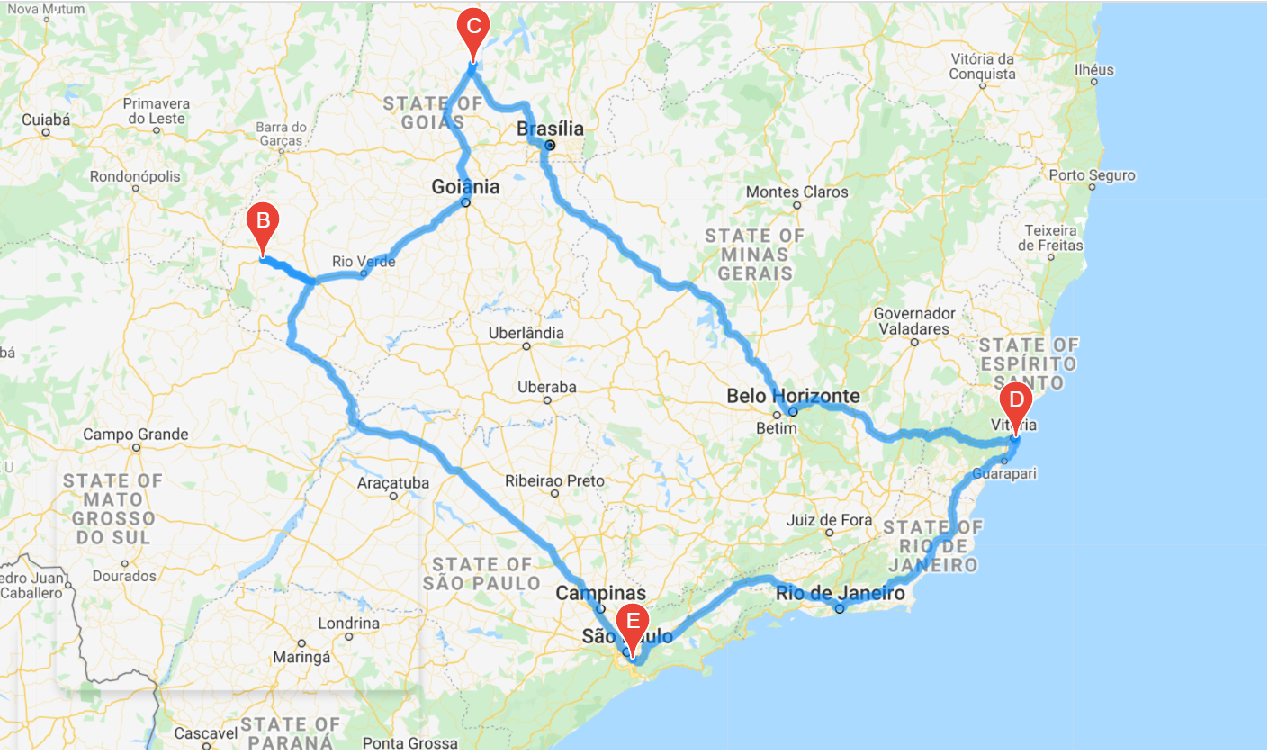 Nova Mutum
C
Vitória da
Conquista
Ilhéus
STATE OF
GOIÁS
Primavera
do Leste
Cuiabá
Barra do
Garças
Brasília
Rondonópolis
Goiânia
Porto Seguro
Montes Claros
B
STATE OF
MINAS
GERAIS
Teixeira
de Freitas
Rio Verde
Governador
Valadares
Uberlândia
STATE OF
ESPÍRITO
SANTO
bá
Uberaba
Belo Horizonte
D
Betim
Vitória
Campo Grande
Guarapari
STATE OF
MATO
GROSSO
DO SUL
Araçatuba
Ribeirao Preto
Juiz de Fora
STATE OF
RIO DE
JANEIRO
STATE OF
SÃO PAULO
edro Juan
Caballero
Dourados
Campinas
Rio de Janeiro
E
São ulo
Londrina
Maringá
STATE OF
PARANÁ
Cascavel
Ponta Grossa